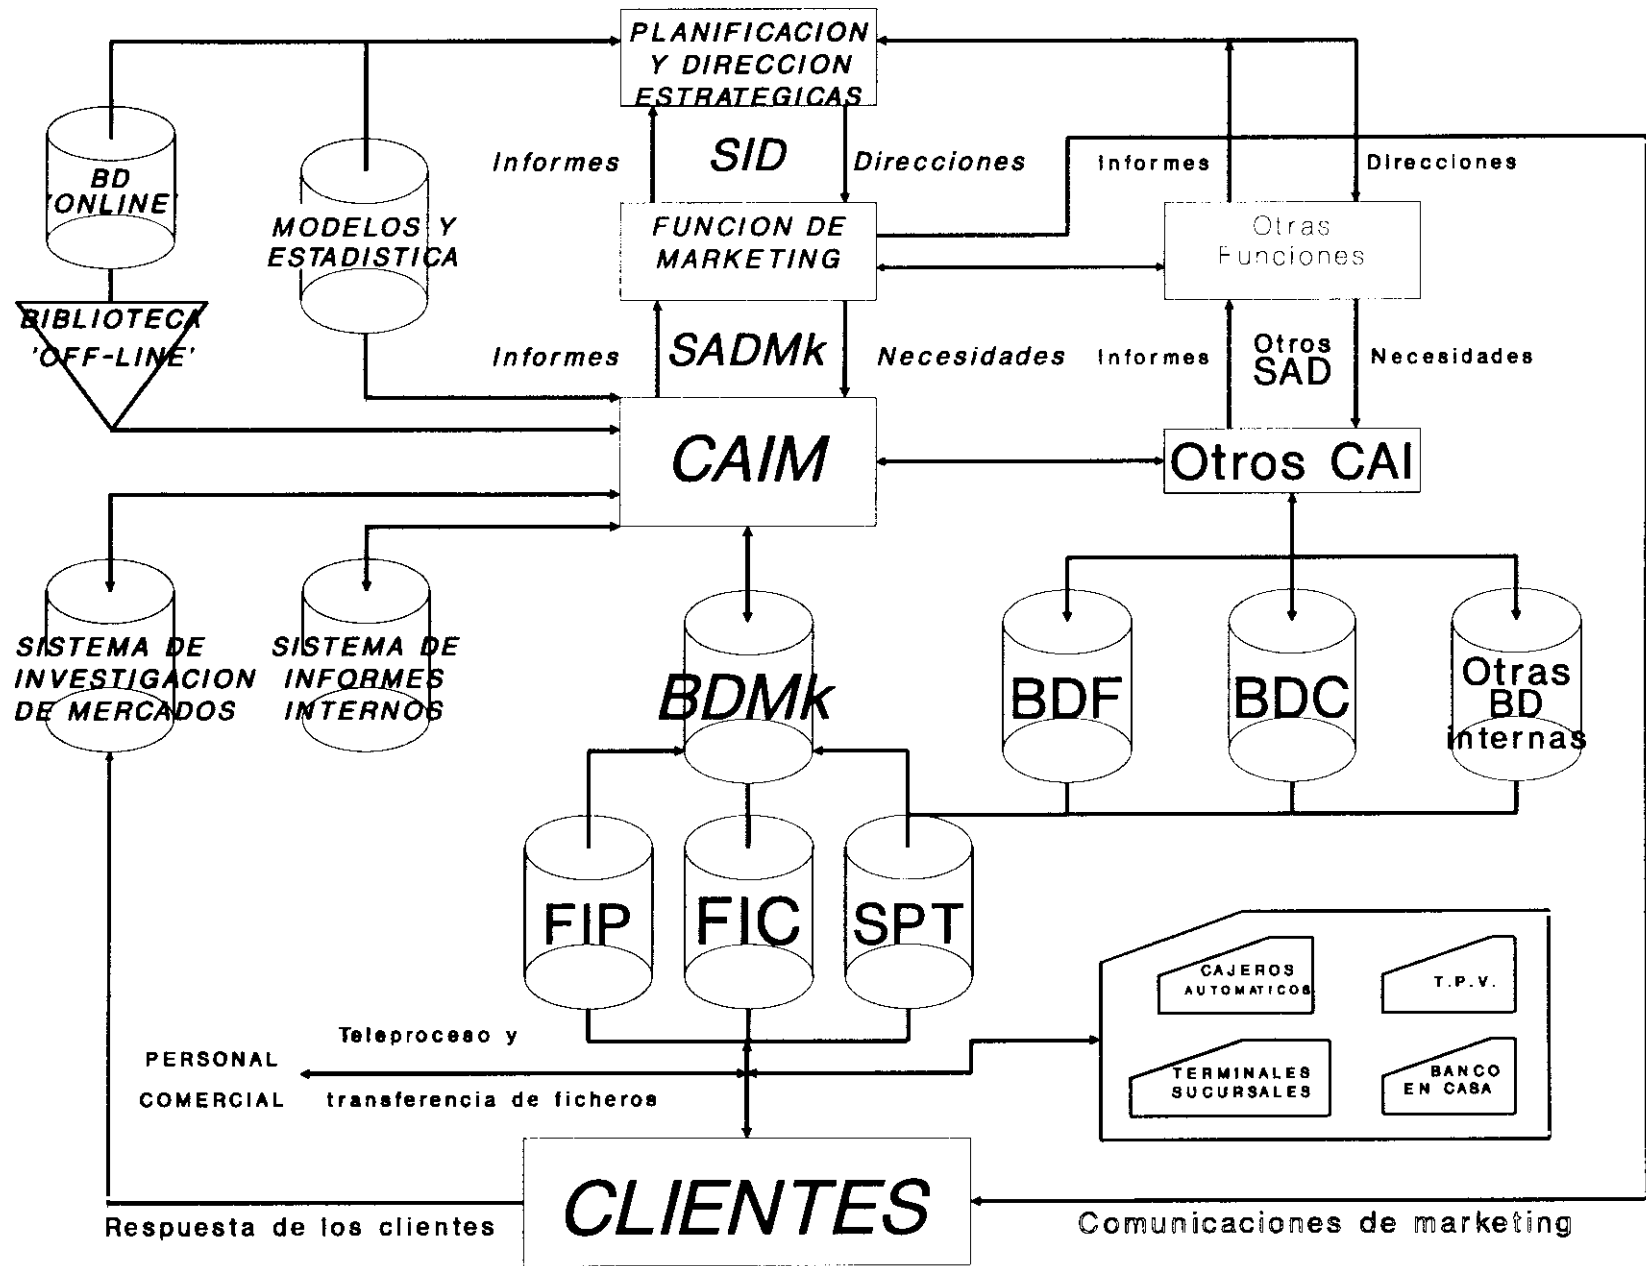 PLANIFICACION
Y DIRECCION
ESTRATEGICAS
Informes
SID
Direcciones
Informes
Direcciones
BD
'ONLINE'
MODELOS Y
ESTADISTICA
FUNCION DE
MARKETING
Otras
Funciones
BIBLIOTECA
'OFF-LINE'
Informes
SADMk
Necesidades
Informes
Otros
SAD
Necesidades
CAIM
Otros CAI
SISTEMA DE
INVESTIGACION
DE MERCADOS
SISTEMA DE
INFORMES
INTERNOS
BDMk
BDF
BDC
Otras
BD
internas
FIP
FIC
SPT
CAJEROS
AUTOMATICOS
T.P.V.
TERMINALES
SUCURSALES
BANCO
EN CASA
Teleproceso y
PERSONAL
COMERCIAL
transferencia de ficheros
CLIENTES
Respuesta de los clientes
Comunicaciones de marketing